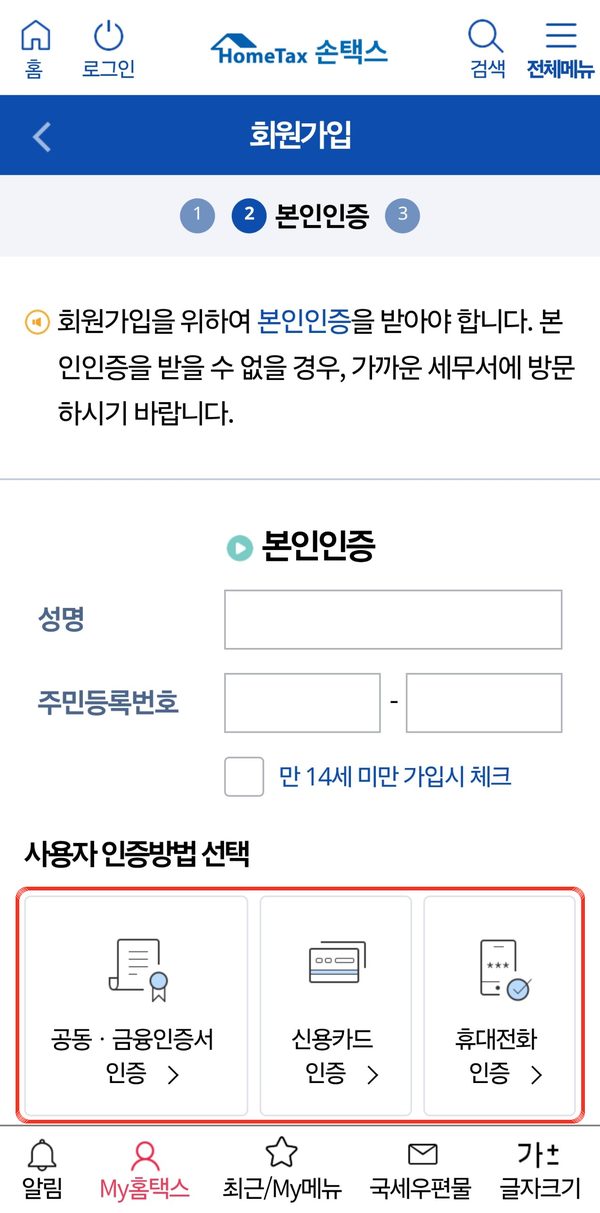 홈
로그인
HomeTax 손택스
검색
전체메뉴
회원가입
1
2 본인인증
3
회원가입을 위하여 본인인증을 받아야 합니다. 본
인인증을 받을 수 없을 경우, 가까운 세무서에 방문
하시기 바랍니다.
본인인증
성명
주민등록번호
-
만 14세 미만 가입시 체크
사용자 인증방법 선택
공동 · 금융인증서
인증 >
신용카드
인증 >
***
휴대전화
인증 >
알림
My홈택스
최근/My메뉴
국세우편물
가±
글자크기